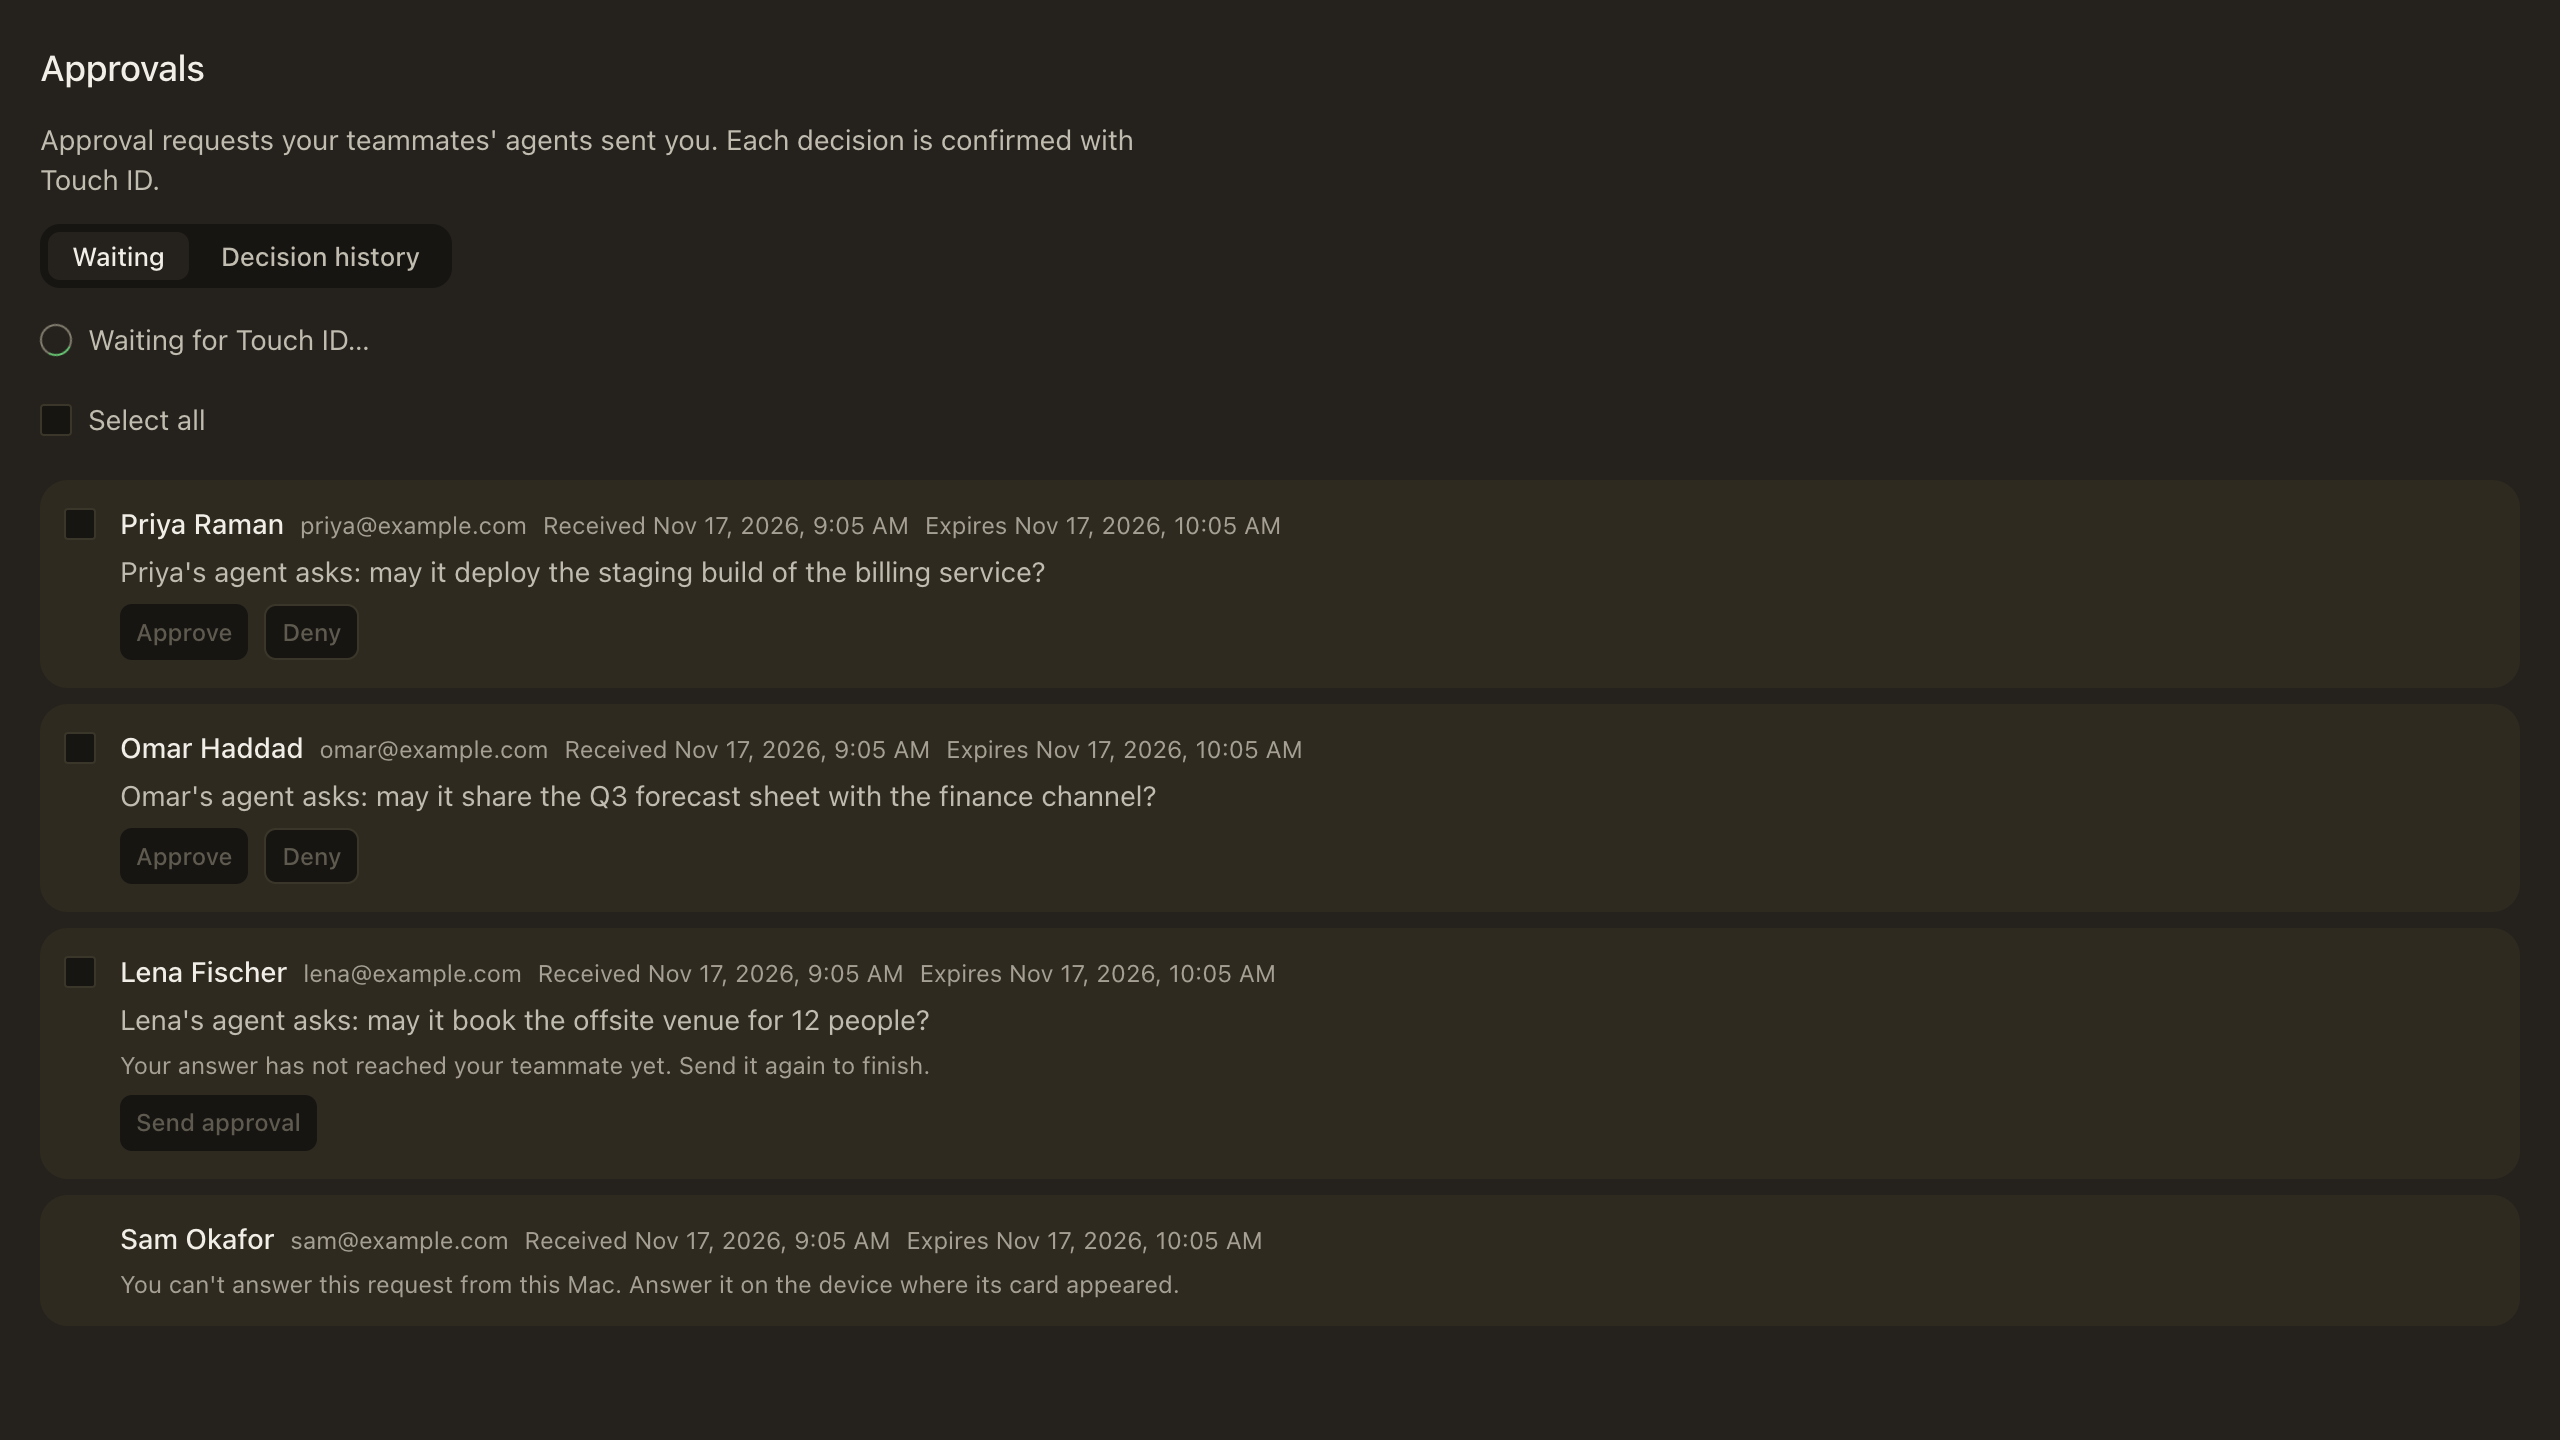 Approvals
Approval requests your teammates' agents sent you. Each decision is confirmed with
Touch ID.
Waiting Decision history
Waiting for Touch ID...
Select all
Priya Raman priya@example.com Received Nov 17, 2026, 9:05 AM Expires Nov 17, 2026, 10:05 AM
Priya's agent asks: may it deploy the staging build of the billing service?
Approve Deny
Omar Haddad omar@example.com Received Nov 17, 2026, 9:05 AM Expires Nov 17, 2026, 10:05 AM
Omar's agent asks: may it share the Q3 forecast sheet with the finance channel?
Approve Deny
Lena Fischer lena@example.com Received Nov 17, 2026, 9:05 AM Expires Nov 17, 2026, 10:05 AM
Lena's agent asks: may it book the offsite venue for 12 people?
Your answer has not reached your teammate yet. Send it again to finish.
Send approval
Sam Okafor sam@example.com Received Nov 17, 2026, 9:05 AM Expires Nov 17, 2026, 10:05 AM
You can't answer this request from this Mac. Answer it on the device where its card appeared.